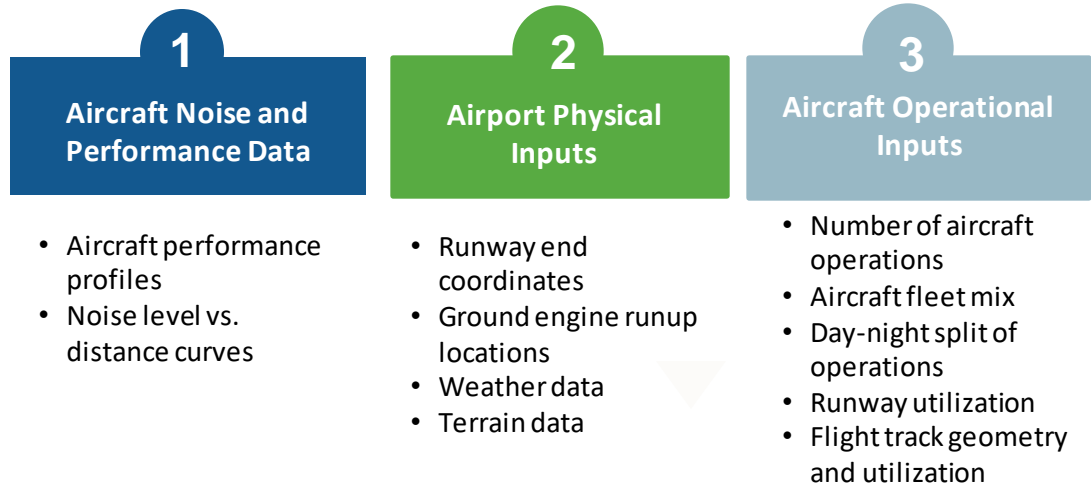 1
Aircraft Noise and
Performance Data
• Aircraft performance
profiles
• Noise level vs.
distance curves
2
Airport Physical
Inputs
• Runway end
coordinates
• Ground engine runup
locations
• Weather data
• Terrain data
3
Aircraft Operational
Inputs
• Number of aircraft
operations
• Aircraft fleet mix
• Day-night split of
operations
• Runway utilization
• Flight track geometry
and utilization